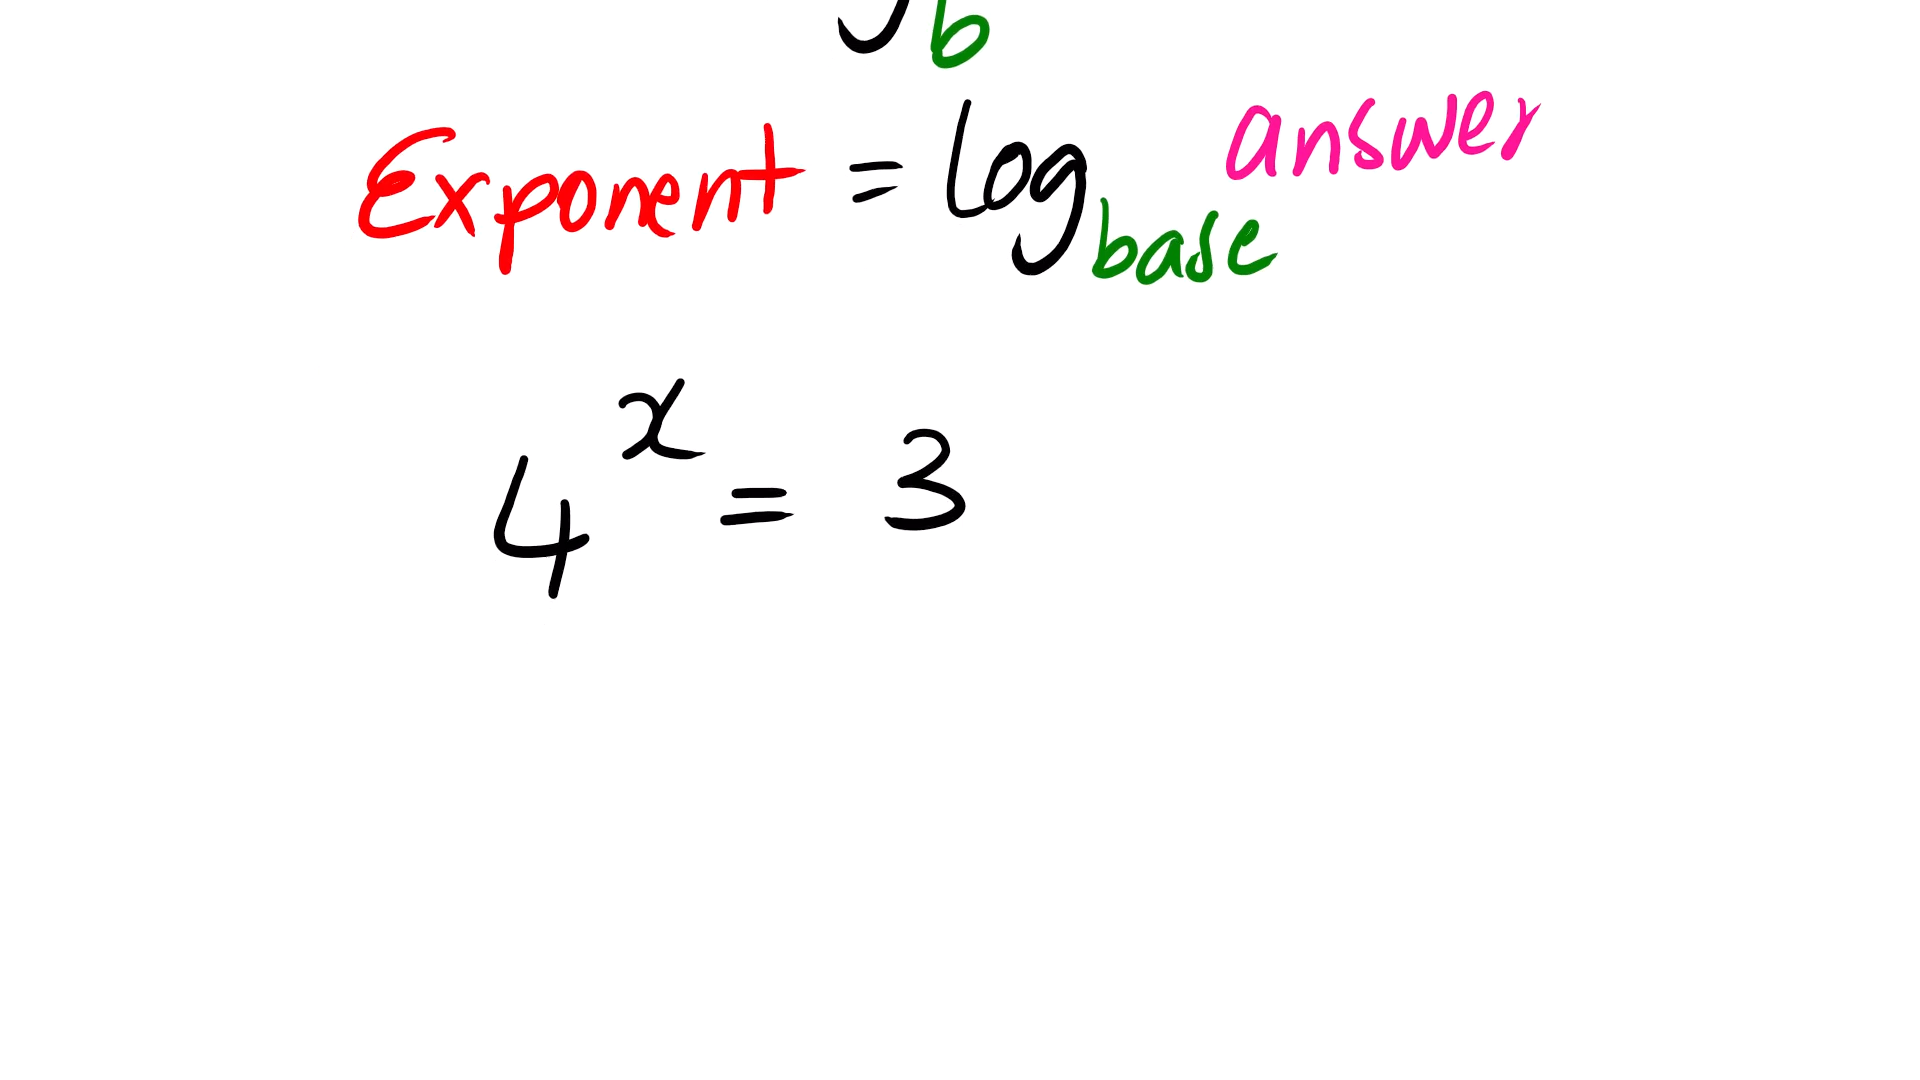 b
Exponent = log_base answer
4^x = 3